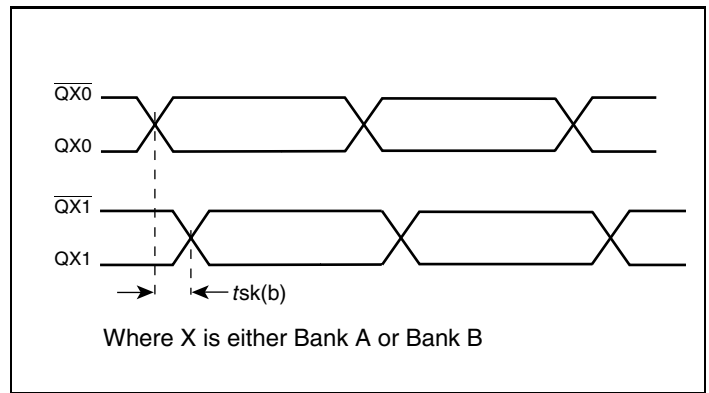 QX0
QX0
QX1
QX1
tsk(b)
Where X is either Bank A or Bank B